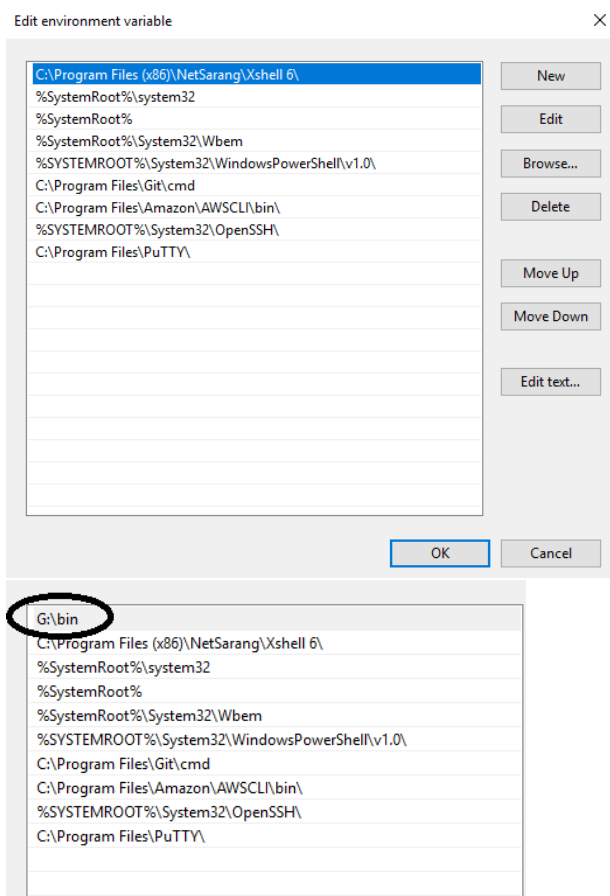 Edit environment variable
C:\Program Files (x86)\NetSarang\Xshell 6\
%SystemRoot%\system32
%SystemRoot%
%SystemRoot%\System32\Wbem
%SYSTEMROOT%\System32\WindowsPowerShell\v1.0\
C:\Program Files\Git\cmd
C:\Program Files\Amazon\AWSCLI\bin\
%SYSTEMROOT%\System32\OpenSSH\
C:\Program Files\PuTTY\
New
Edit
Browse...
Delete
Move Up
Move Down
Edit text...
OK
Cancel
G:\bin
C:\Program Files (x86)\NetSarang\Xshell 6\
%SystemRoot%\system32
%SystemRoot%
%SystemRoot%\System32\Wbem
%SYSTEMROOT%\System32\WindowsPowerShell\v1.0\
C:\Program Files\Git\cmd
C:\Program Files\Amazon\AWSCLI\bin\
%SYSTEMROOT%\System32\OpenSSH\
C:\Program Files\PuTTY\